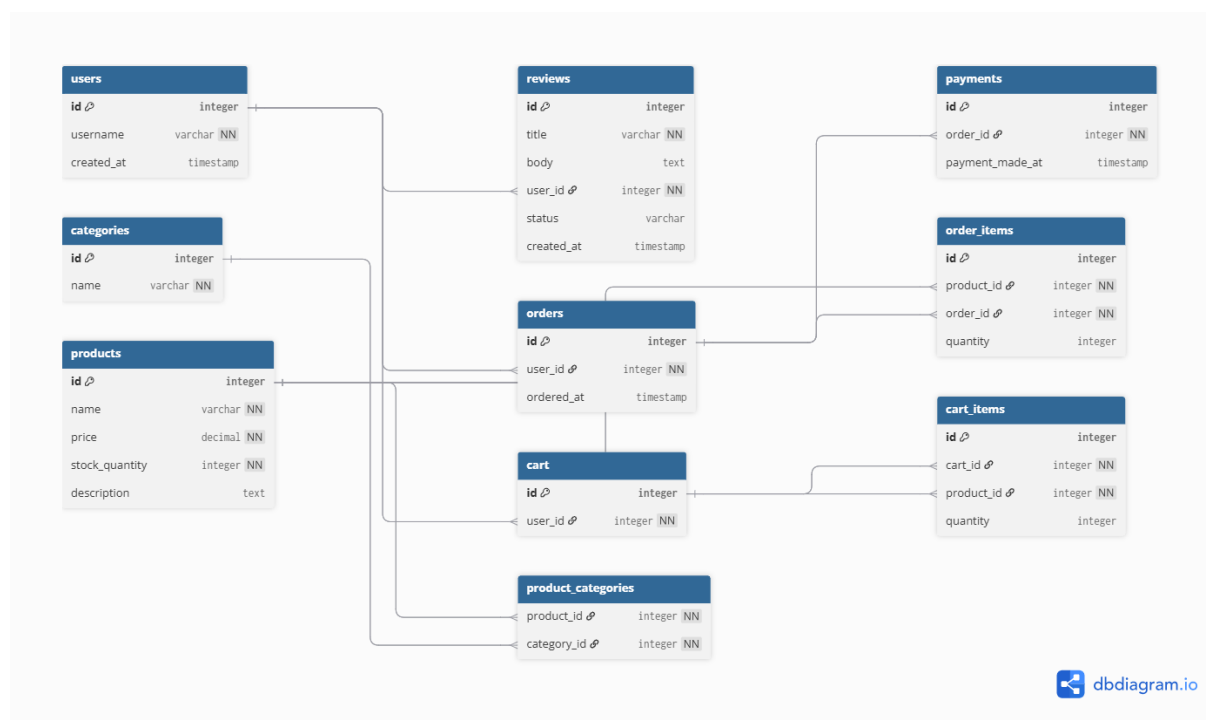 users
id integer
username varchar NN
created_at timestamp
categories
id integer
name varchar NN
products
id integer
name varchar NN
price decimal NN
stock_quantity integer NN
description text
reviews
id integer
title varchar NN
body text
user_id integer NN
status varchar
created_at timestamp
orders
id integer
user_id integer NN
ordered_at timestamp
cart
id integer
user_id integer NN
product_categories
product_id integer NN
category_id integer NN
payments
id integer
order_id integer NN
payment_made_at timestamp
order_items
id integer
product_id integer NN
order_id integer NN
quantity integer
cart_items
id integer
cart_id integer NN
product_id integer NN
quantity integer
dbdiagram.io